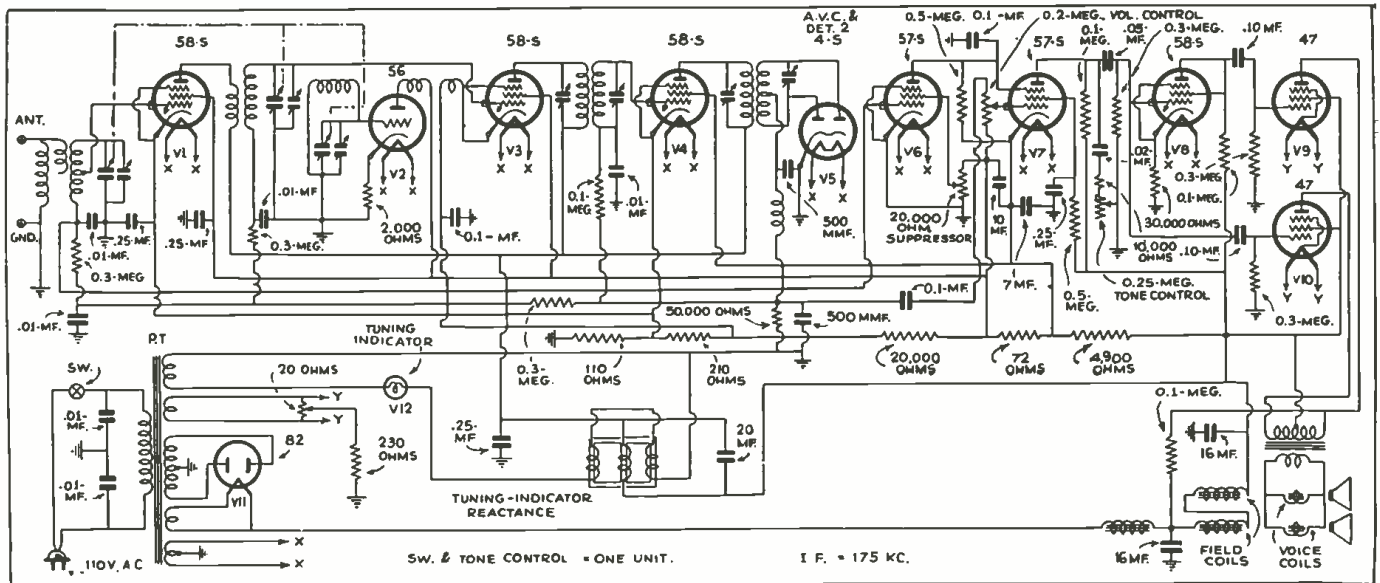 58-S
56
58-S
58-S
A.V.C. &
DET. 2
4-S
57-S
0.5-MEG.
0.1-MF.
0.2-MEG., VOL. CONTROL
57-S
0.1-
MEG.
.05-
MF.
0.3-MEG.
58-S
.10 MF.
47
ANT.
GND.
V1
X X
V2
X X
V3
X X
V4
X X
V5
X X
V6
X X
V7
X X
V8
X X
V9
Y Y
47
V10
Y Y
.01-MF.
.25-MF.
0.3-MEG
.01-MF.
.25-MF
.01-MF
0.3-MEG.
2,000
OHMS
0.1-MF.
0.1-
MEG
.01-
MF
500
MMF.
20,000
OHM
SUPPRESSOR
10
MF.
.25-
MF.
7 MF.
0.5-
MEG.
.02-
MF.
0.3-MEG.
0.1-MEG.
30,000 OHMS
10,000
OHMS
.10-MF.
0.25-MEG.
TONE CONTROL
0.3-MEG.
0.1-MF.
50,000 OHMS
500 MMF.
0.3-
MEG.
110
OHMS
210
OHMS
20,000
OHMS
72
OHMS
4,900
OHMS
P.T
SW.
.01-
MF.
.01-
MF.
110V. A C
20 OHMS
Y
Y
TUNING
INDICATOR
V12
82
V11
230
OHMS
.25-
MF.
20
MF.
TUNING-INDICATOR
REACTANCE
0.1-MEG.
16 MF.
16 MF.
FIELD
COILS
VOICE
COILS
X
X
SW. & TONE CONTROL = ONE UNIT.
I F. = 175 KC.